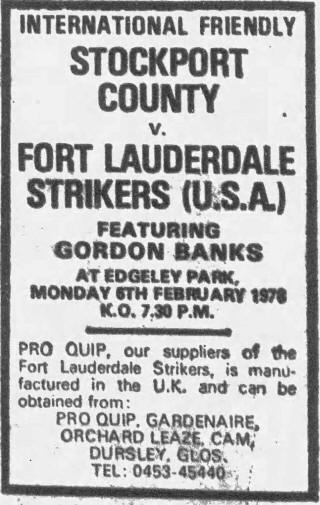 INTERNATIONAL FRIENDLY
STOCKPORT
COUNTY
v.
FORT LAUDERDALE
STRIKERS (U.S.A.)
FEATURING
GORDON BANKS
AT EDGELEY PARK,
MONDAY 6TH FEBRUARY 1978
K.O. 7.30 P.M.
PRO QUIP, our suppliers of the
Fort Lauderdale Strikers, is manu-
factured in the U.K. and can be
obtained from:
PRO QUIP, GARDENAIRE,
ORCHARD LEAZE, CAM,
DURSLEY, GLOS.
TEL: 0453-45440